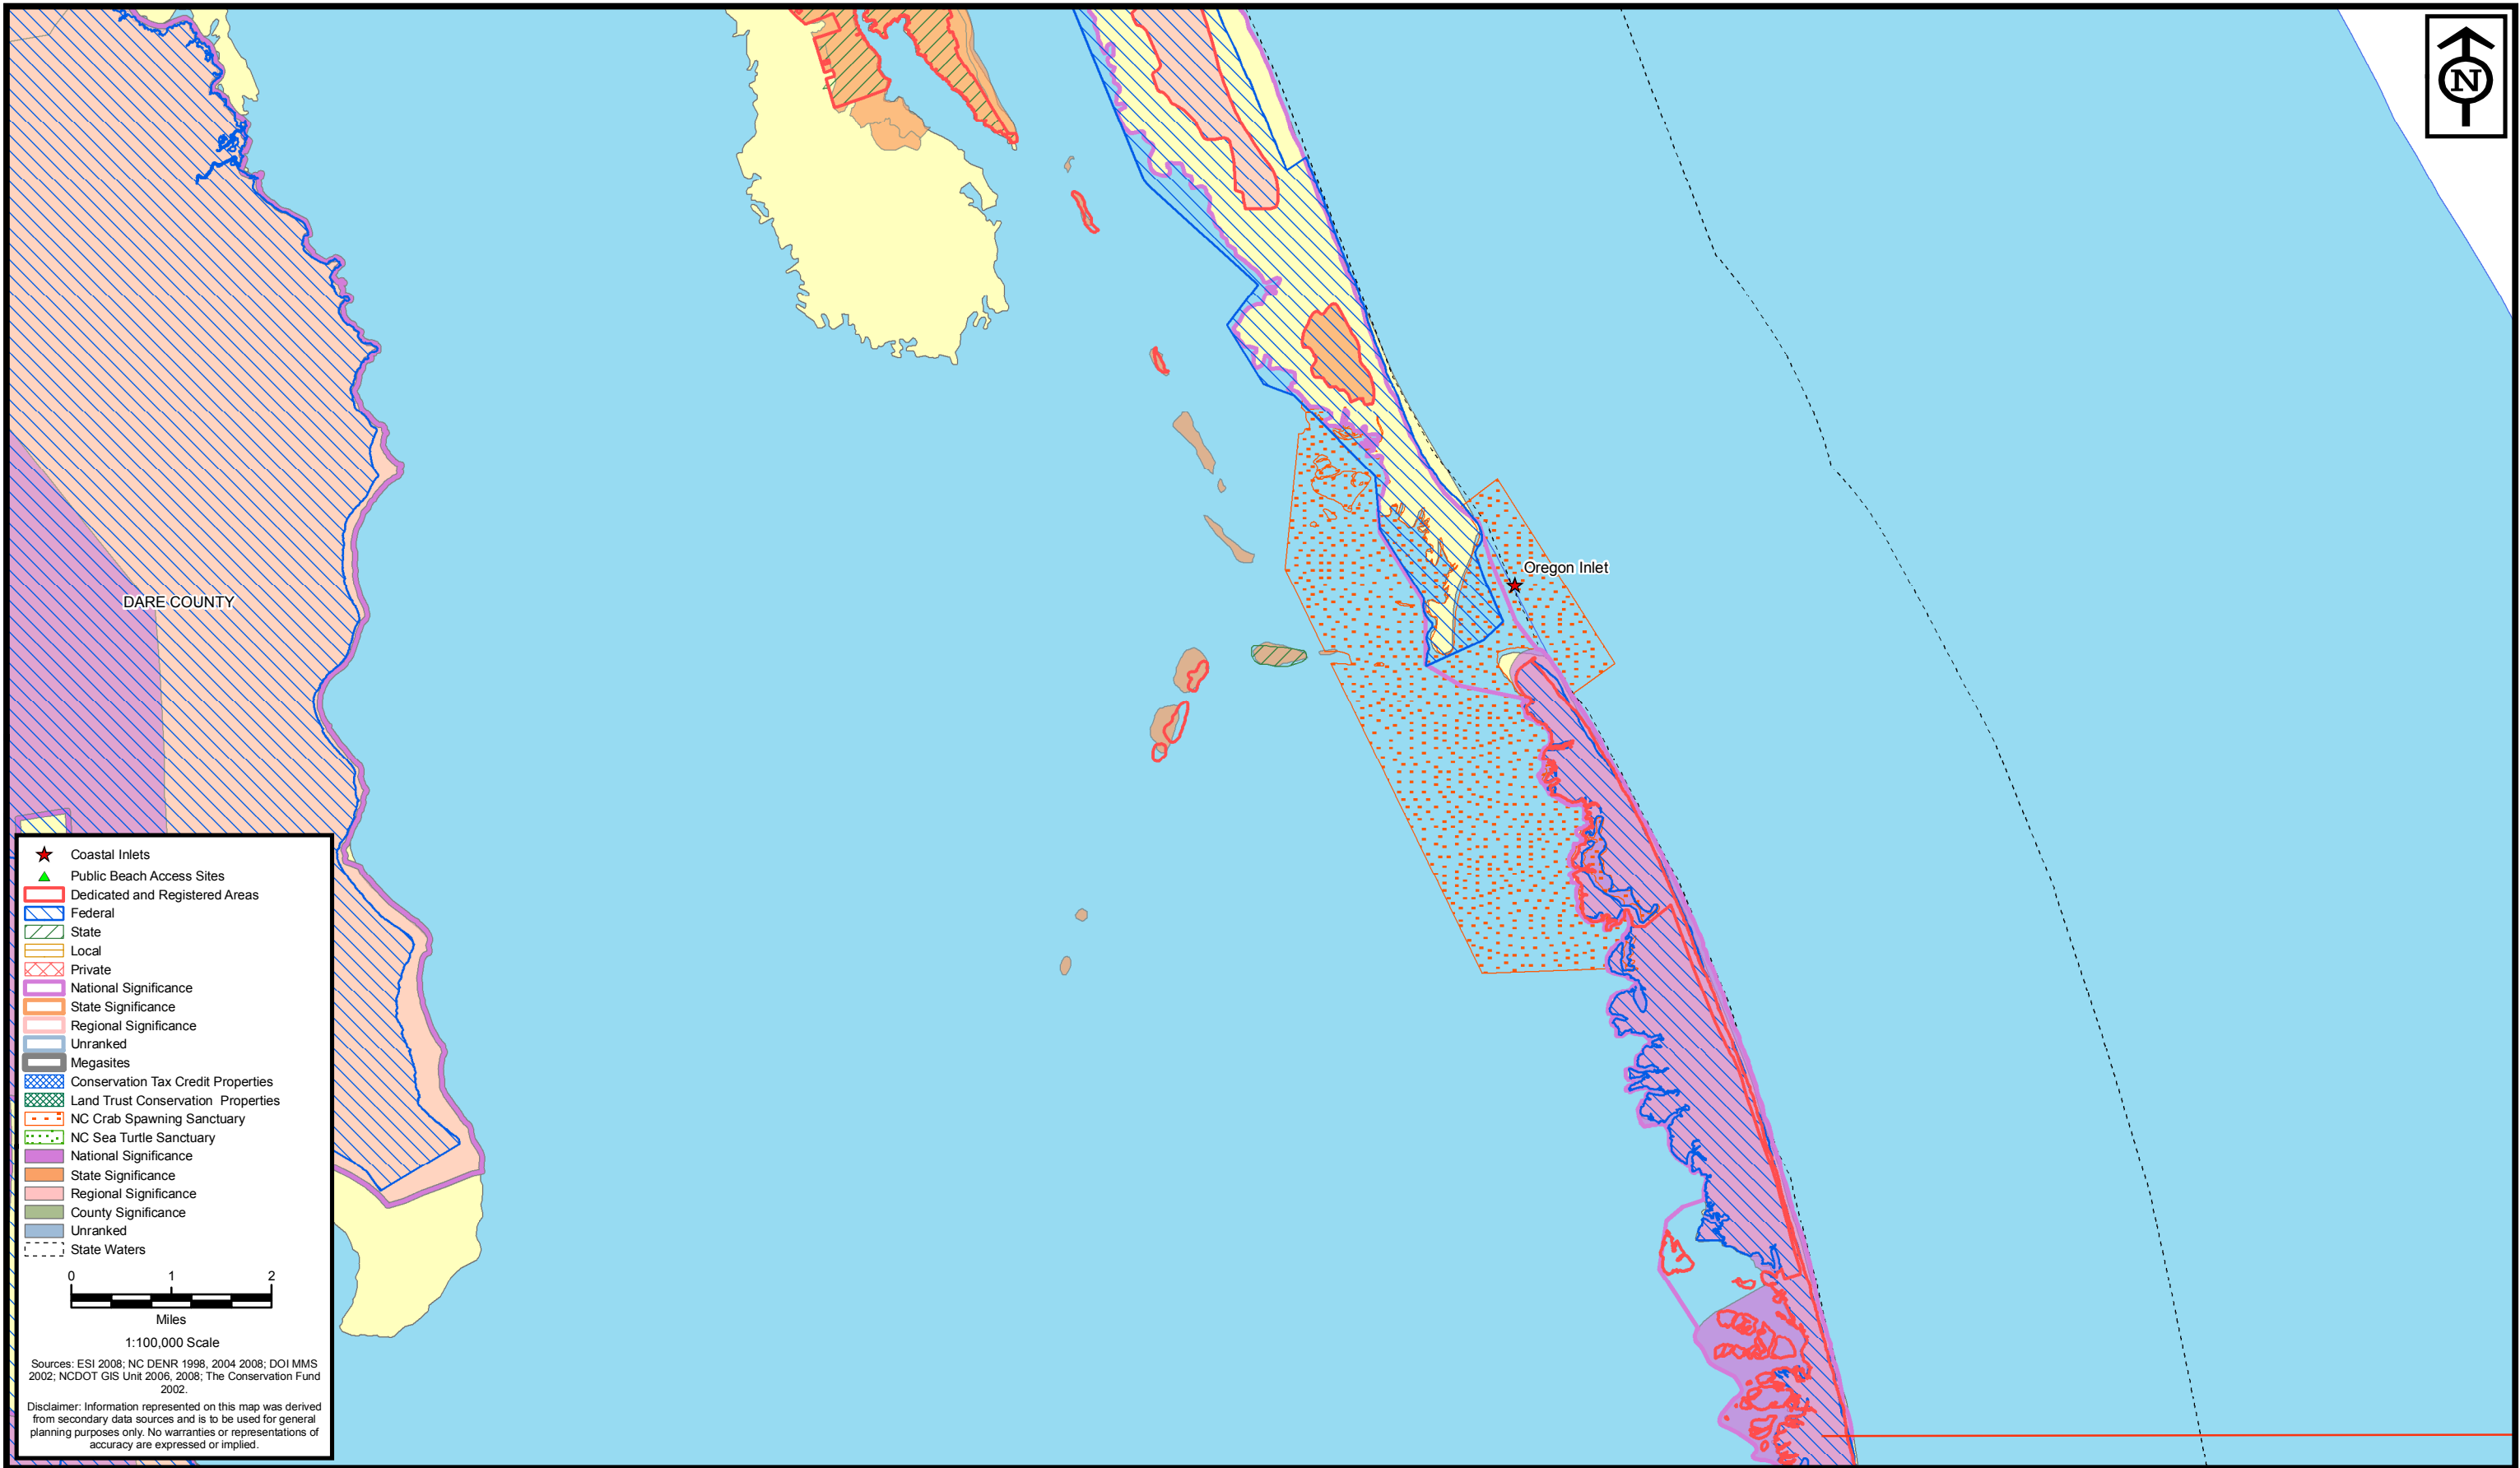 N
Oregon Inlet
DARE COUNTY
Coastal Inlets
Public Beach Access Sites
Dedicated and Registered Areas
Federal
State
Local
Private
National Significance
State Significance
Regional Significance
Unranked
Megasites
Conservation Tax Credit Properties
Land Trust Conservation  Properties
NC Crab Spawning Sanctuary
NC Sea Turtle Sanctuary
National Significance
State Significance
Regional Significance
County Significance
Unranked
State Waters
0 1 2
Miles
1:100,000 Scale
Sources: ESI 2008; NC DENR 1998, 2004 2008; DOI MMS
2002; NCDOT GIS Unit 2006, 2008; The Conservation Fund
2002.
Disclaimer: Information represented on this map was derived
from secondary data sources and is to be used for general
planning purposes only. No warranties or representations of
accuracy are expressed or implied.